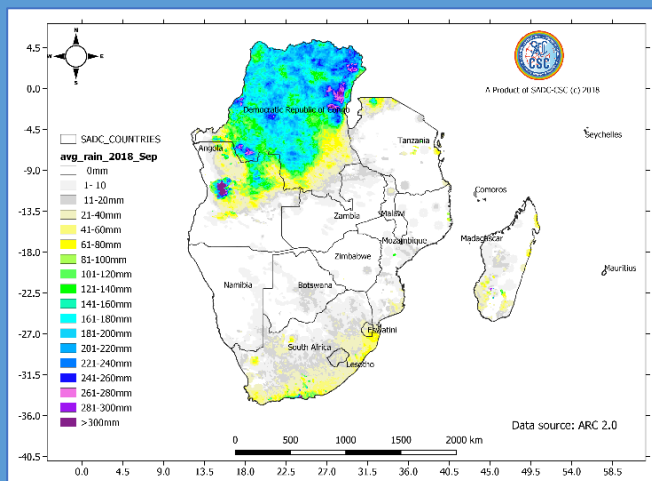 N
W E
S
SADC
CSC
A Product of SADC-CSC (c) 2018
4.5
0.0
-4.5
-9.0
-13.5
-18.0
-22.5
-27.0
-31.5
-36.0
-40.5
SADC_COUNTRIES
avg_rain_2018_Sep
0mm
1- 10
11-20mm
21-40mm
41-60mm
61-80mm
81-100mm
101-120mm
121-140mm
141-160mm
161-180mm
181-200mm
201-220mm
221-240mm
241-260mm
261-280mm
281-300mm
>300mm
Democratic Republic of Congo
Angola
Tanzania
Seychelles
Comoros
Zambia
Malawi
Mozambique
Madagascar
Zimbabwe
Mauritius
Namibia
Botswana
Eswatini
South Africa
Lesotho
Data source: ARC 2.0
0 500 1000 1500 2000 km
0.0 4.5 9.0 13.5 18.0 22.5 27.0 31.5 36.0 40.5 45.0 49.5 54.0 58.5